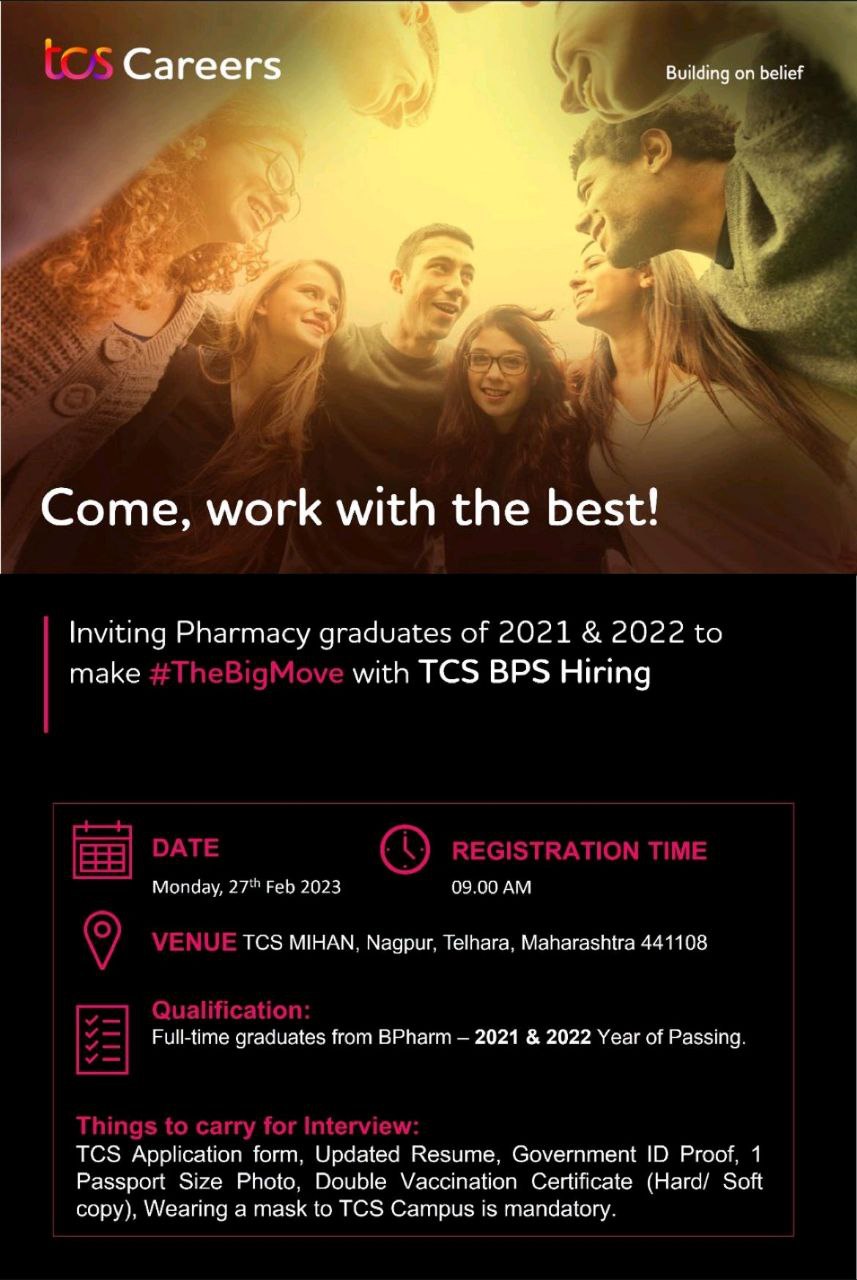 tcs Careers
Building on belief
Come, work with the best!
Inviting Pharmacy graduates of 2021 & 2022 to
make #TheBigMove with TCS BPS Hiring
DATE
Monday, 27th Feb 2023
REGISTRATION TIME
09.00 AM
VENUE TCS MIHAN, Nagpur, Telhara, Maharashtra 441108
Qualification:
Full-time graduates from BPharm – 2021 & 2022 Year of Passing.
Things to carry for Interview:
TCS Application form, Updated Resume, Government ID Proof, 1
Passport Size Photo, Double Vaccination Certificate (Hard/ Soft
copy), Wearing a mask to TCS Campus is mandatory.